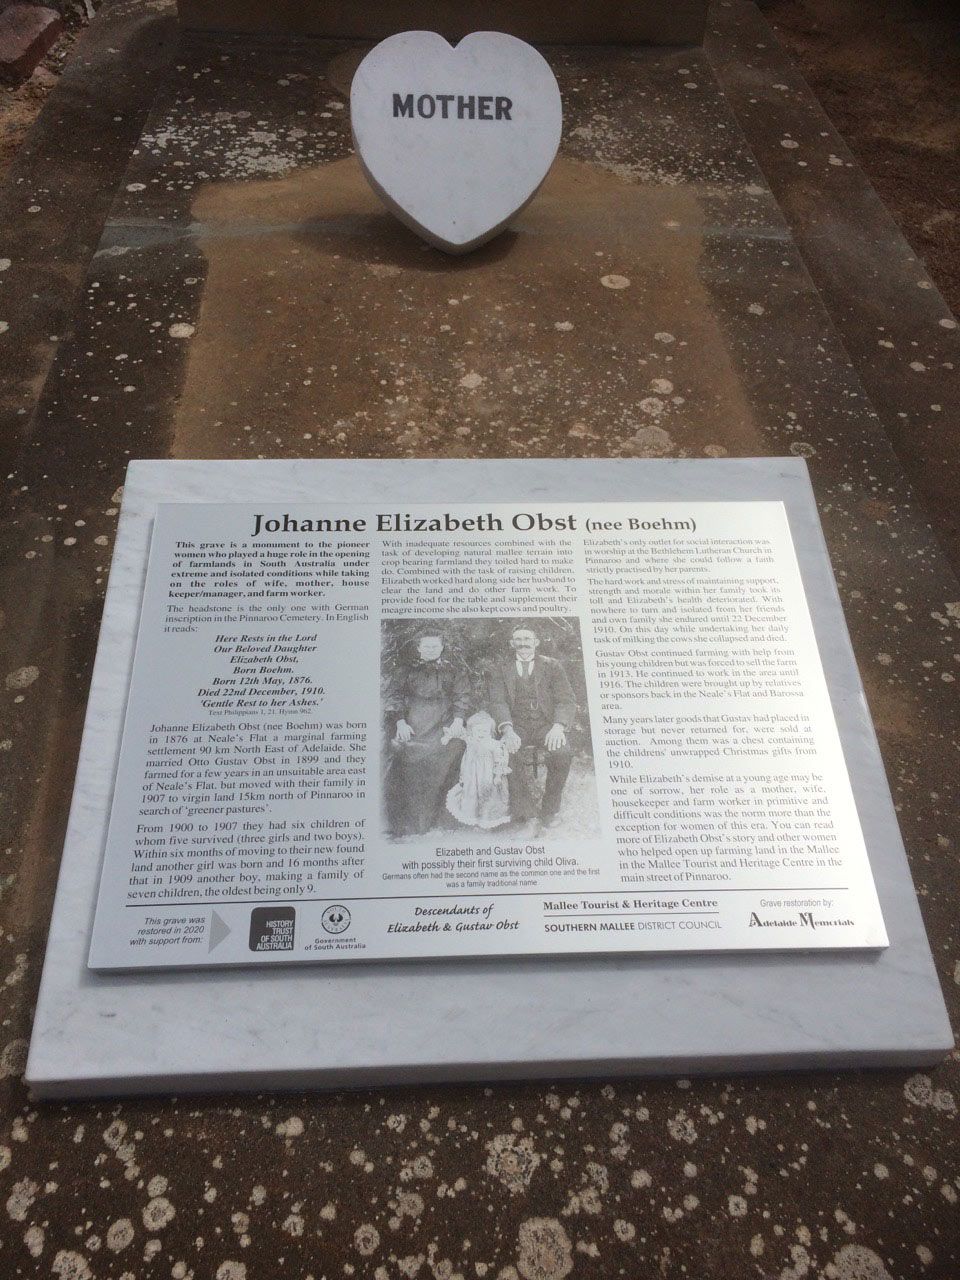 MOTHER
Johanne Elizabeth Obst (nee Boehm)
This grave is a monument to the pioneer
women who played a huge role in the opening
of farmlands in South Australia under
extreme and isolated conditions while taking
on the roles of wife, mother, house
keeper/manager, and farm worker.
The headstone is the only one with German
inscription in the Pinnaroo Cemetery. In English
it reads:
Here Rests in the Lord
Our Beloved Daughter
Elizabeth Obst,
Born Boehm.
Born 12th May, 1876.
Died 22nd December, 1910.
'Gentle Rest to her Ashes.'
Text Philippians 1, 21. Hymn 962.
Johanne Elizabeth Obst (nee Boehm) was born
in 1876 at Neale's Flat a marginal farming
settlement 90 km North East of Adelaide. She
married Otto Gustav Obst in 1899 and they
farmed for a few years in an unsuitable area east
of Neale's Flat, but moved with their family in
1907 to virgin land 15km north of Pinnaroo in
search of 'greener pastures'.
From 1900 to 1907 they had six children of
whom five survived (three girls and two boys).
Within six months of moving to their new found
land another girl was born and 16 months after
that in 1909 another boy, making a family of
seven children, the oldest being only 9.
With inadequate resources combined with the
task of developing natural mallee terrain into
crop bearing farmland they toiled hard to make
do. Combined with the task of raising children,
Elizabeth worked hard along side her husband to
clear the land and do other farm work. To
provide food for the table and supplement their
meagre income she also kept cows and poultry.
Elizabeth and Gustav Obst
with possibly their first surviving child Oliva.
Germans often had the second name as the common one and the first
was a family traditional name
Elizabeth's only outlet for social interaction was
in worship at the Bethlehem Lutheran Church in
Pinnaroo and where she could follow a faith
strictly practised by her parents.
The hard work and stress of maintaining support,
strength and morale within her family took its
toll and Elizabeth's health deteriorated. With
nowhere to turn and isolated from her friends
and own family she endured until 22 December
1910. On this day while undertaking her daily
task of milking the cows she collapsed and died.
Gustav Obst continued farming with help from
his young children but was forced to sell the farm
in 1913. He continued to work in the area until
1916. The children were brought up by relatives
or sponsors back in the Neale's Flat and Barossa
area.
Many years later goods that Gustav had placed in
storage but never returned for, were sold at
auction. Among them was a chest containing
the childrens' unwrapped Christmas gifts from
1910.
While Elizabeth's demise at a young age may be
one of sorrow, her role as a mother, wife,
housekeeper and farm worker in primitive and
difficult conditions was the norm more than the
exception for women of this era. You can read
more of Elizabeth Obst's story and other women
who helped open up farming land in the Mallee
in the Mallee Tourist and Heritage Centre in the
main street of Pinnaroo.
This grave was
restored in 2020
with support from:
HISTORY
TRUST
OF SOUTH
AUSTRALIA
Government
of South Australia
Descendants of
Elizabeth & Gustav Obst
Mallee Tourist & Heritage Centre
SOUTHERN MALLEE DISTRICT COUNCIL
Grave restoration by:
Adelaide Memorials